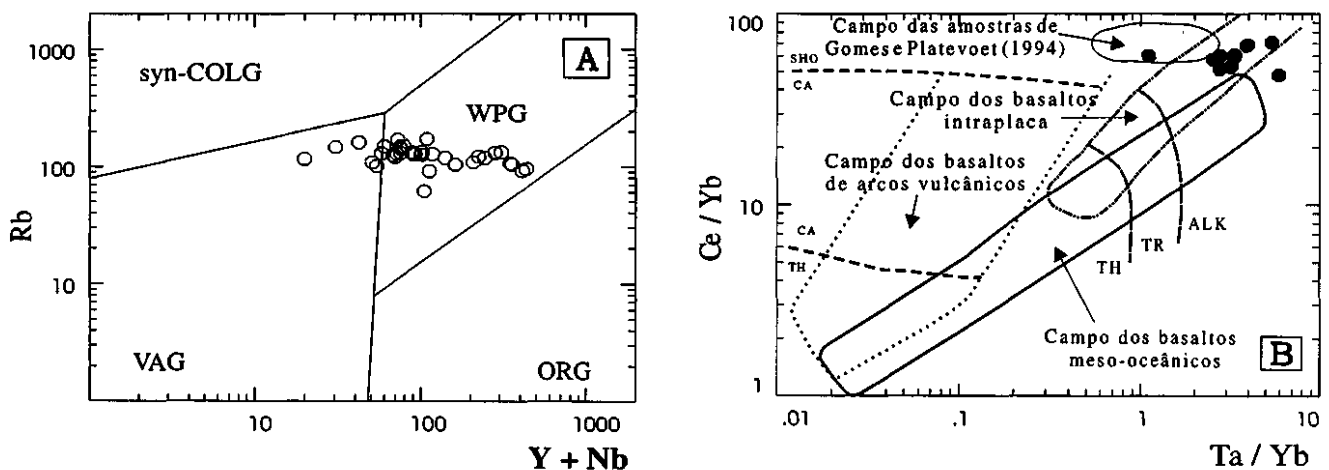 A
1000
100
10
Rb
syn-COLG
WPG
VAG
ORG
10
100
1000
Y + Nb
100
10
1
Ce / Yb
Campo das amostras de
Gomes e Platevoet (1994)
SHO
CA
Campo dos basaltos
intraplaca
Campo dos basaltos
de arcos vulcânicos
CA
TH
TH
TR
ALK
Campo dos basaltos
meso-oceânicos
B
.01
.1
1
10
Ta / Yb